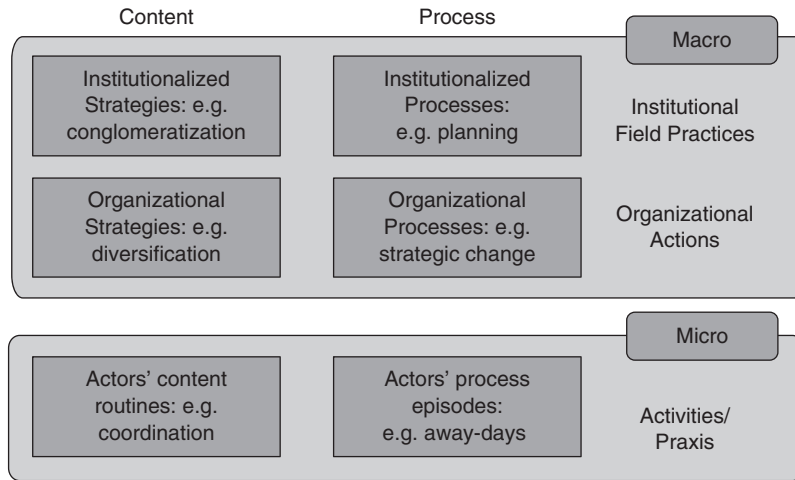 Content
Process
Macro
Institutionalized
Strategies: e.g.
conglomeratization
Institutionalized
Processes:
e.g. planning
Institutional
Field Practices
Organizational
Strategies: e.g.
diversification
Organizational
Processes: e.g.
strategic change
Organizational
Actions
Micro
Actors’ content
routines: e.g.
coordination
Actors’ process
episodes:
e.g. away-days
Activities/
Praxis